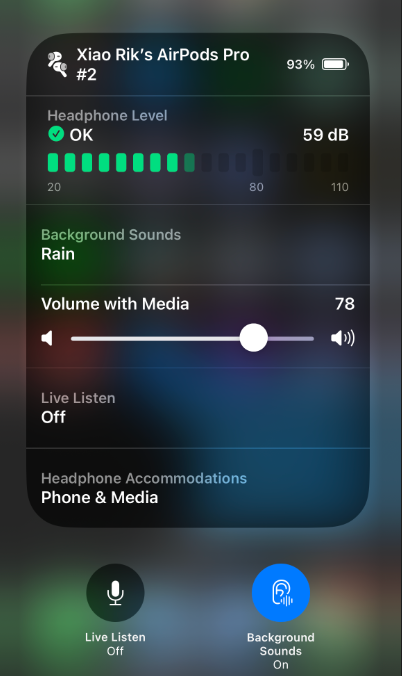 Xiao Rik’s AirPods Pro
#2
93%
Headphone Level
OK
59 dB
20
80
110
Background Sounds
Rain
Volume with Media
78
Live Listen
Off
Headphone Accommodations
Phone & Media
Live Listen
Off
Background
Sounds
On